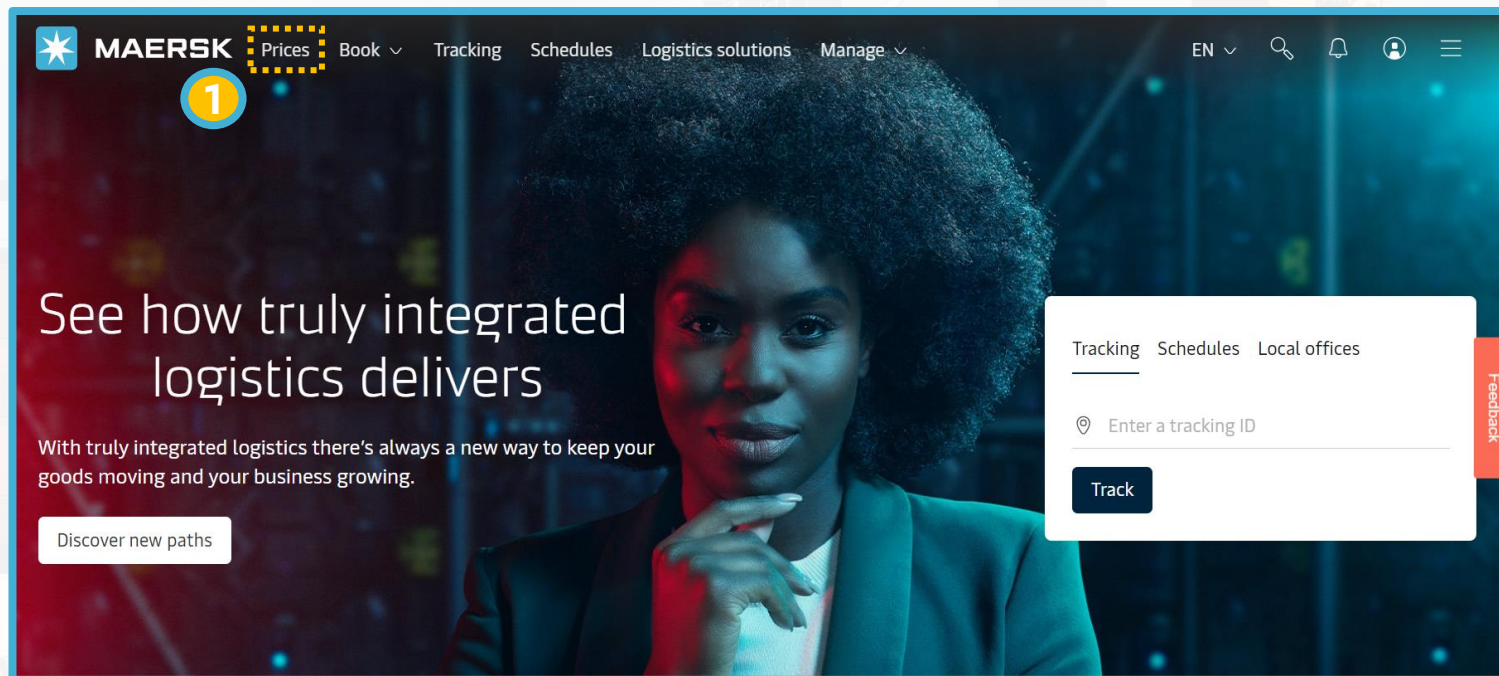 MAERSK Prices Book Tracking Schedules Logistics solutions Manage EN
1
See how truly integrated
logistics delivers
With truly integrated logistics there's always a new way to keep your
goods moving and your business growing.
Discover new paths
Tracking Schedules Local offices
Enter a tracking ID
Track
Feedback